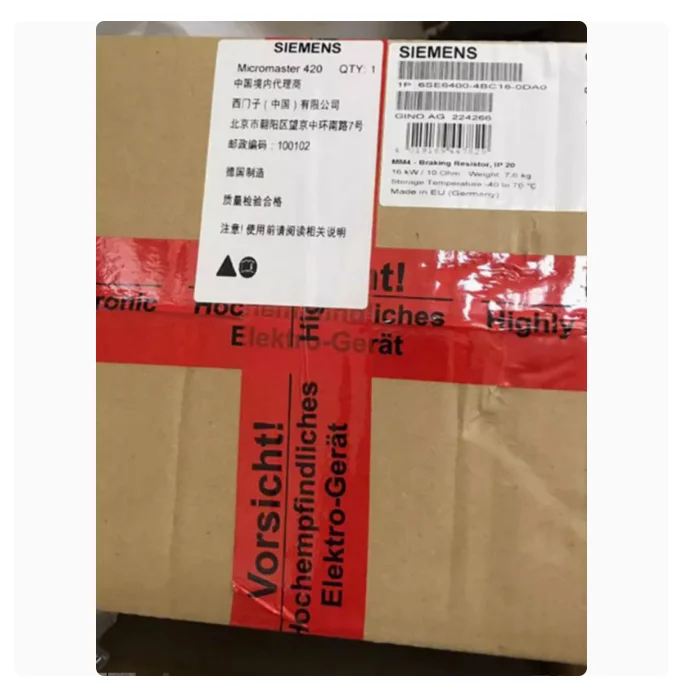 SIEMENS
Micromaster 420 QTY: 1
中国境内代理商
西门子（中国）有限公司
北京市朝阳区望京中环南路7号
邮政编码：100102
德国制造
质量检验合格
注意! 使用前请阅读相关说明
SIEMENS
1P 6SE6400-4BC16-0DA0
GINO AG 224266
MM4 - Braking Resistor, IP 20
16 kW / 10 Ohm Weight: 7,6 kg
Storage Temperature -40 to 70 °C
Made in EU (Germany)
ht!
ronic
Hochempfindliches
Elektro-Gerät
Highly
Vorsicht!
Hochempfindliches
Elektro-Gerät